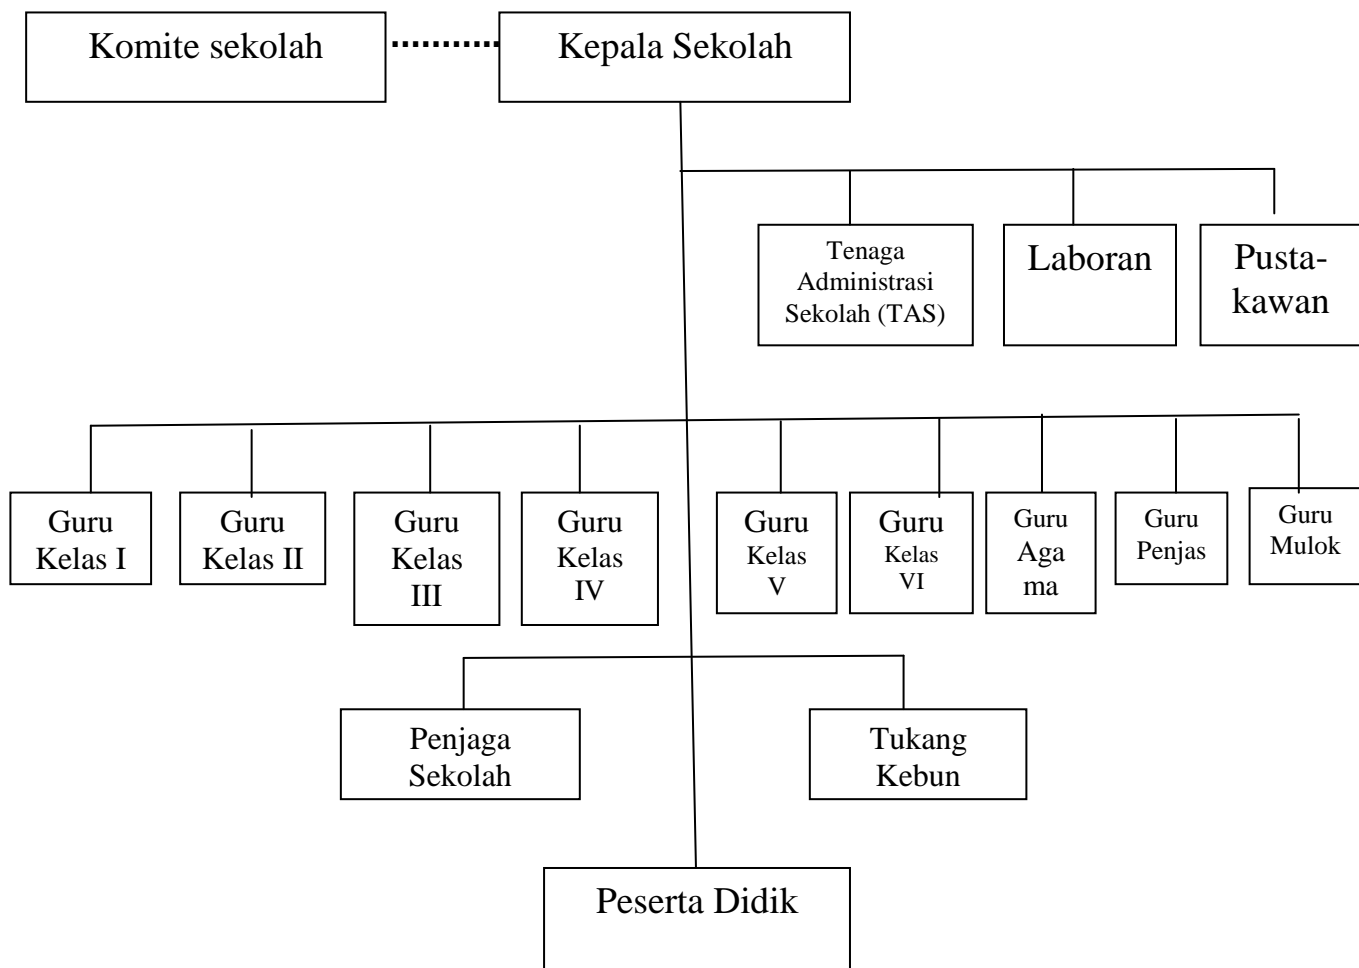 Komite sekolah
Kepala Sekolah
Tenaga
Administrasi
Sekolah (TAS)
Laboran
Pusta-
kawan
Guru
Kelas I
Guru
Kelas II
Guru
Kelas
III
Guru
Kelas
IV
Guru
Kelas
V
Guru
Kelas
VI
Guru
Aga
ma
Guru
Penjas
Guru
Mulok
Penjaga
Sekolah
Tukang
Kebun
Peserta Didik